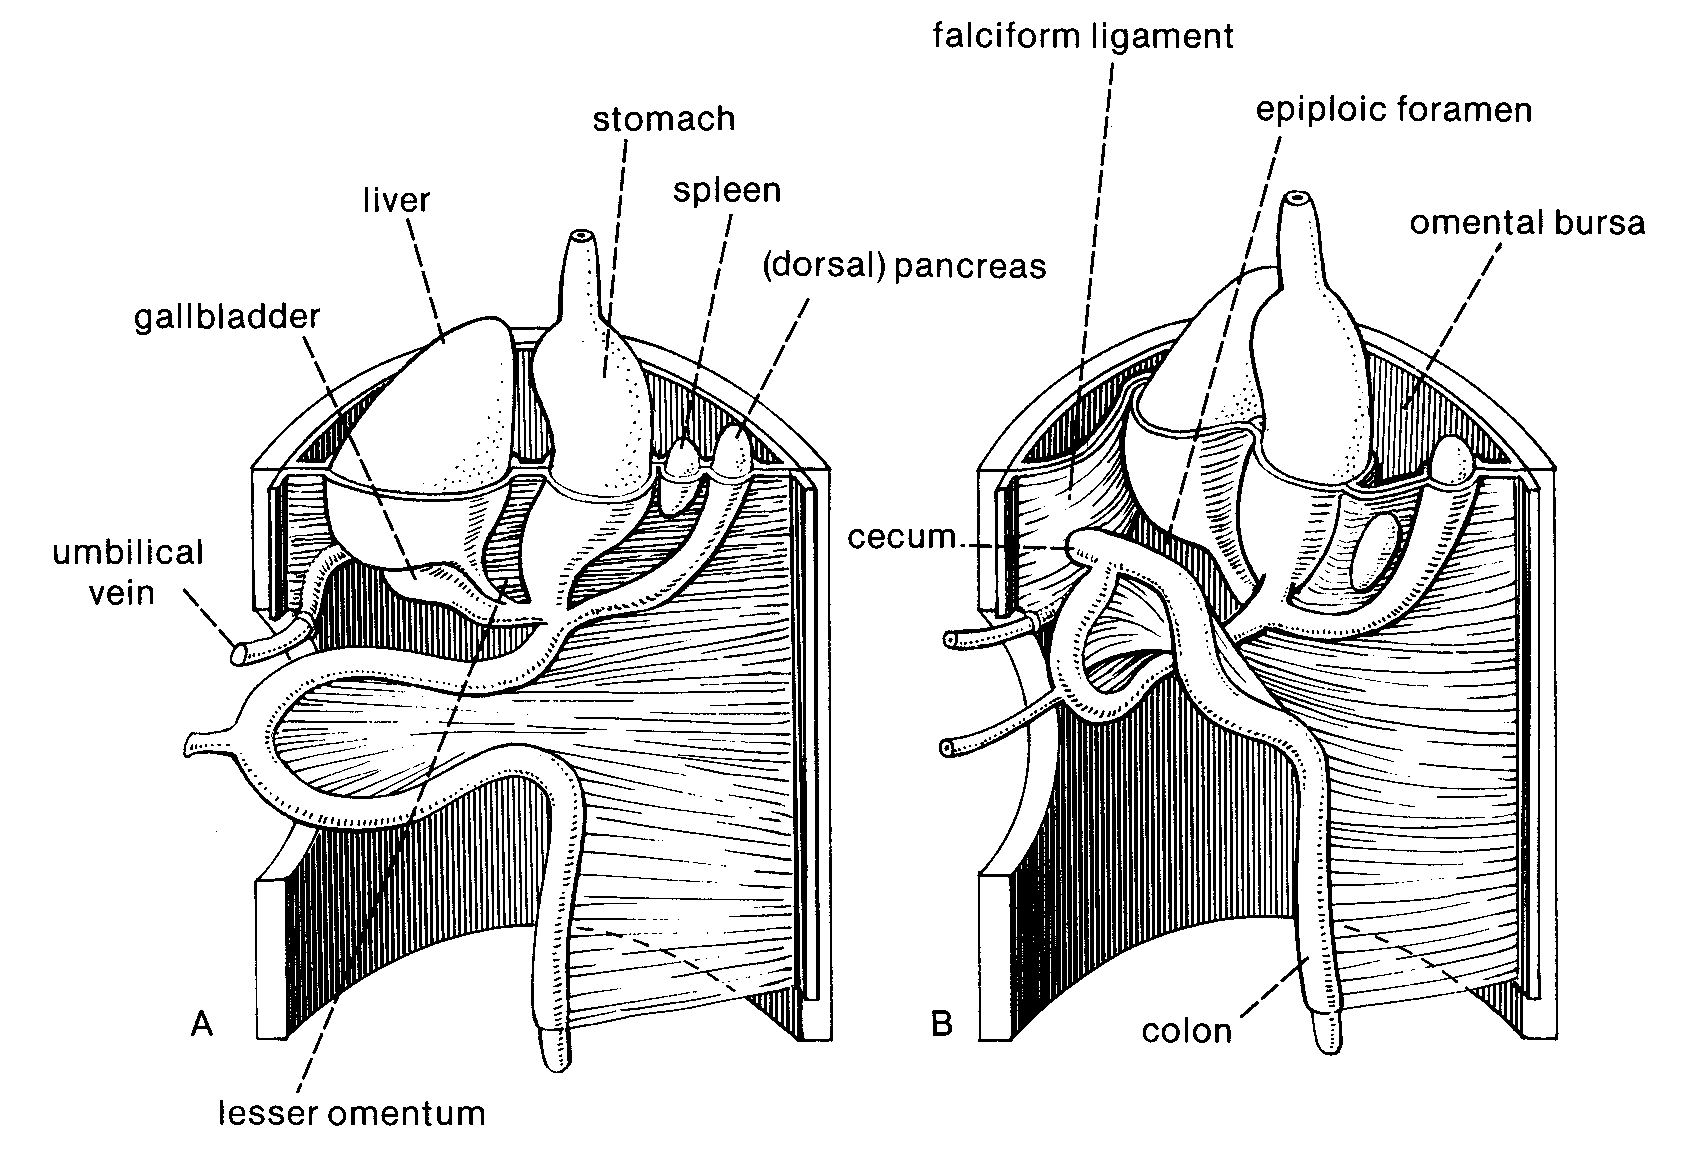 falciform ligament
epiploic foramen
stomach
spleen
liver
omental bursa
(dorsal) pancreas
gallbladder
cecum
umbilical
vein
A
B
colon
lesser omentum